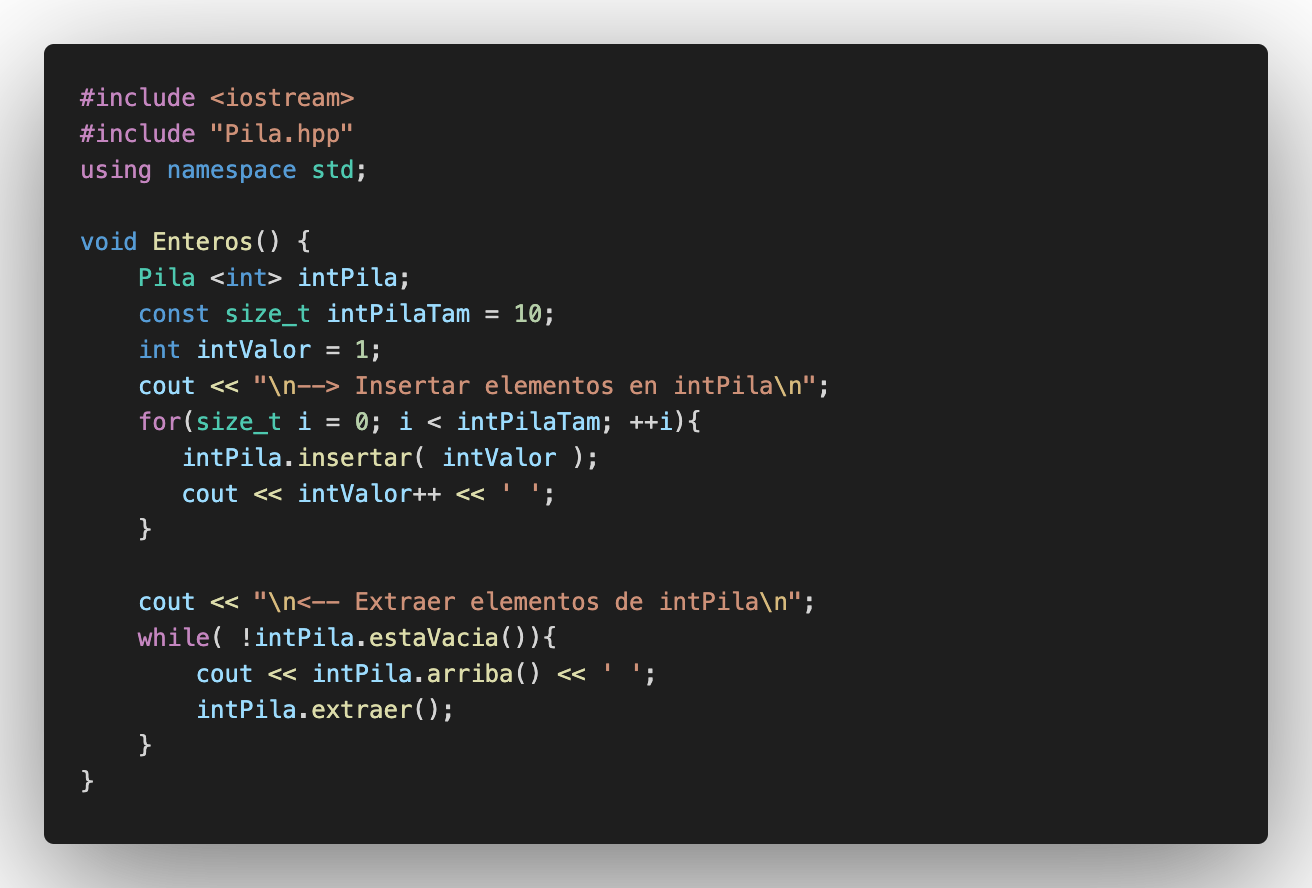 #include <iostream>
#include "Pila.hpp"
using namespace std;

void Enteros() {
    Pila <int> intPila;
    const size_t intPilaTam = 10;
    int intValor = 1;
    cout << "\n--> Insertar elementos en intPila\n";
    for(size_t i = 0; i < intPilaTam; ++i){
       intPila.insertar( intValor );
       cout << intValor++ << ' ';
    }

    cout << "\n<-- Extraer elementos de intPila\n";
    while( !intPila.estaVacia()){
        cout << intPila.arriba() << ' ';
        intPila.extraer();
    }
}